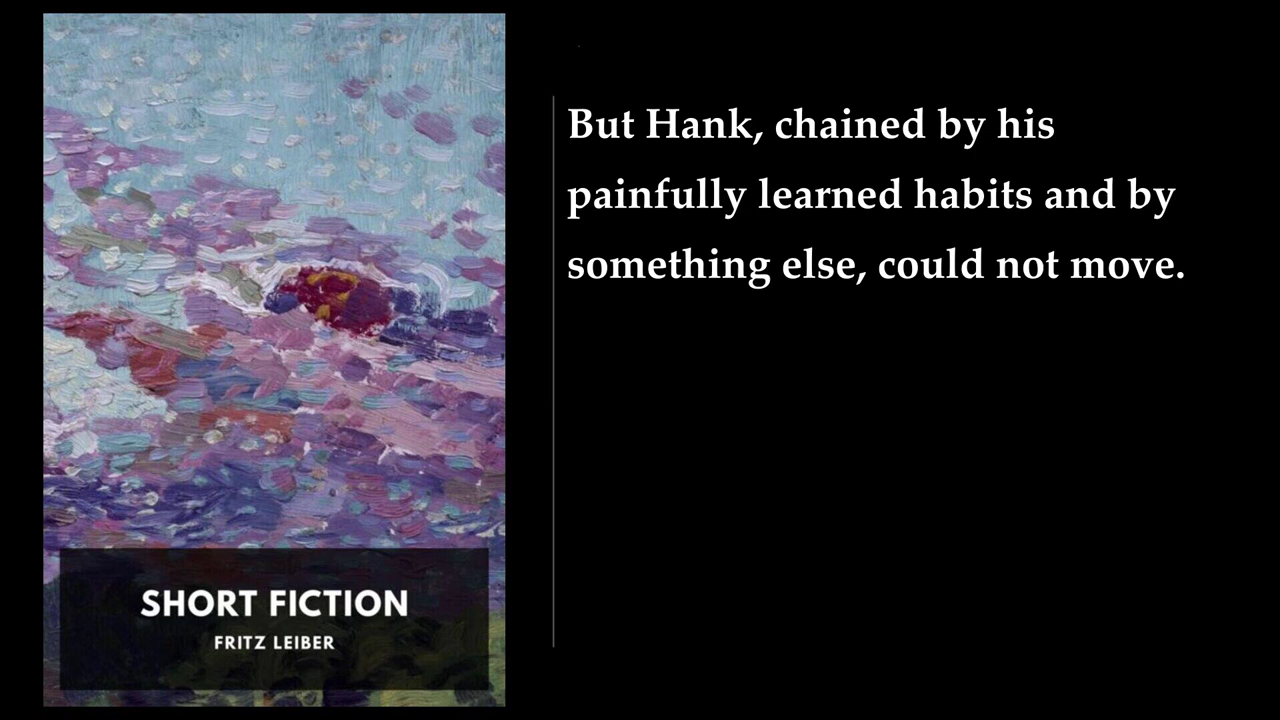 But Hank, chained by his
painfully learned habits and by
something else, could not move.
SHORT FICTION
FRITZ LEIBER